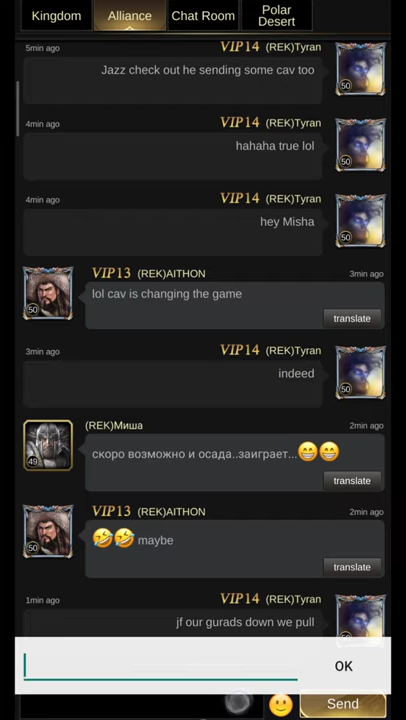 Kingdom
Alliance
Chat Room
Polar
Desert
5min ago
VIP14 (REK)Tyran
Jazz check out he sending some cav too
50
4min ago
VIP14 (REK)Tyran
hahaha true lol
50
4min ago
VIP14 (REK)Tyran
hey Misha
50
VIP13 (REK)AITHON
3min ago
lol cav is changing the game
50
translate
3min ago
VIP14 (REK)Tyran
indeed
50
(REK)Миша
2min ago
скоро возможно и осада..заиграет...😁😁
49
translate
VIP13 (REK)AITHON
2min ago
🤣🤣 maybe
50
translate
1min ago
VIP14 (REK)Tyran
jf our gurads down we pull
OK
Send